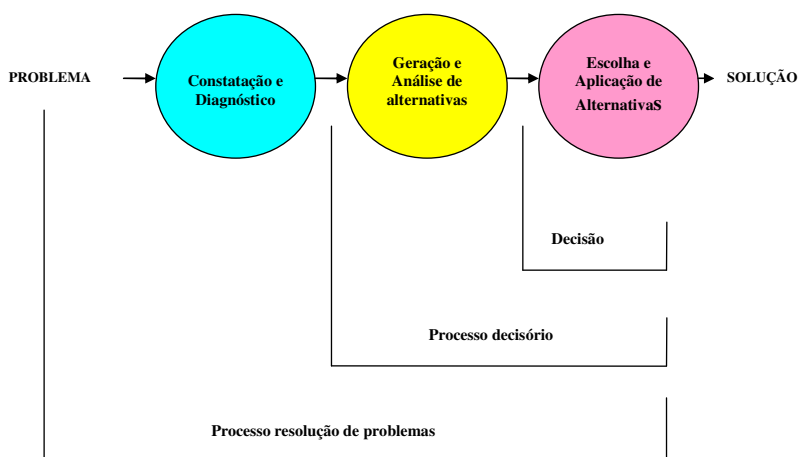 PROBLEMA
Constatação e
Diagnóstico
Geração e
Análise de
alternativas
Escolha e
Aplicação de
Alternativas
SOLUÇÃO
Decisão
Processo decisório
Processo resolução de problemas